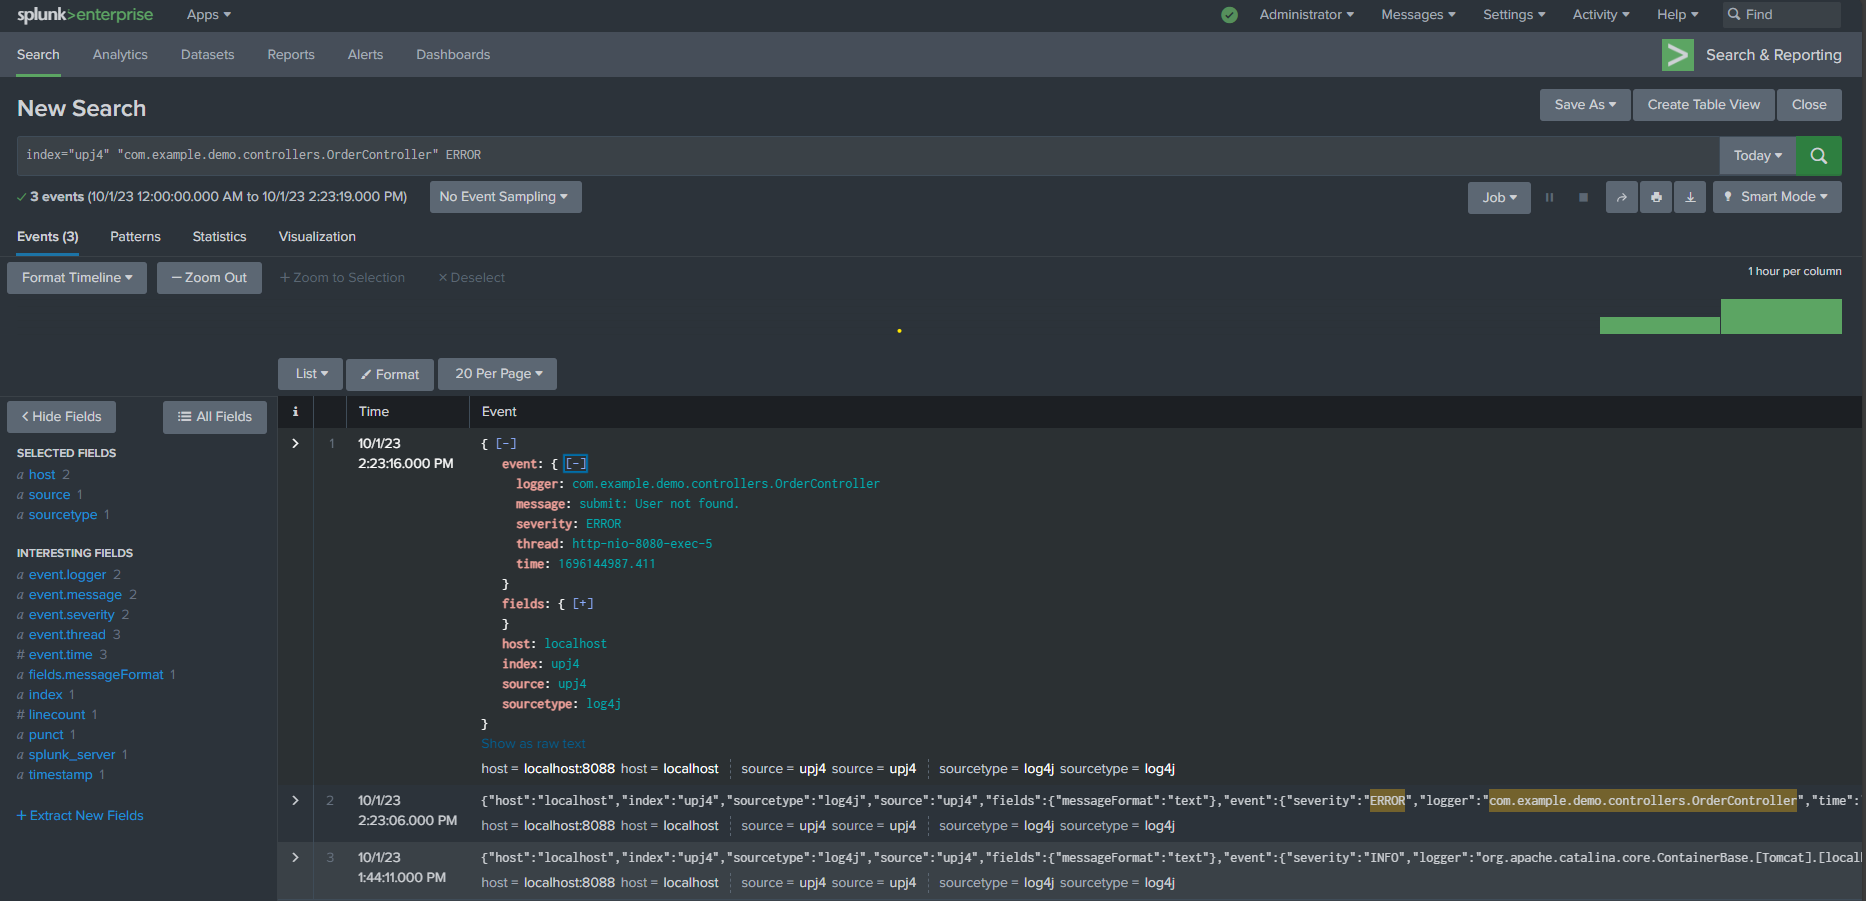 splunk>enterprise Apps Administrator Messages Settings Activity Help Find
Search Analytics Datasets Reports Alerts Dashboards > Search & Reporting
New Search Save As Create Table View Close
index="upj4" "com.example.demo.controllers.OrderController" ERROR Today
3 events (10/1/23 12:00:00.000 AM to 10/1/23 2:23:19.000 PM) No Event Sampling Job Smart Mode
Events (3) Patterns Statistics Visualization
Format Timeline — Zoom Out + Zoom to Selection × Deselect 1 hour per column
List Format 20 Per Page
< Hide Fields All Fields
SELECTED FIELDS
a host 2
a source 1
a sourcetype 1
INTERESTING FIELDS
a event.logger 2
a event.message 2
a event.severity 2
a event.thread 3
# event.time 3
a fields.messageFormat 1
a index 1
# linecount 1
a punct 1
a splunk_server 1
a timestamp 1
+ Extract New Fields
i Time Event
> 1 10/1/23 { [-]
2:23:16.000 PM event: { [-]
logger: com.example.demo.controllers.OrderController
message: submit: User not found.
severity: ERROR
thread: http-nio-8080-exec-5
time: 1696144987.411
}
fields: { [+]
}
host: localhost
index: upj4
source: upj4
sourcetype: log4j
}
Show as raw text
host = localhost:8088 host = localhost source = upj4 source = upj4 sourcetype = log4j sourcetype = log4j
> 2 10/1/23 {"host":"localhost","index":"upj4","sourcetype":"log4j","source":"upj4","fields":{"messageFormat":"text"},"event":{"severity":"ERROR","logger":"com.example.demo.controllers.OrderController","time":
2:23:06.000 PM host = localhost:8088 host = localhost source = upj4 source = upj4 sourcetype = log4j sourcetype = log4j
> 3 10/1/23 {"host":"localhost","index":"upj4","sourcetype":"log4j","source":"upj4","fields":{"messageFormat":"text"},"event":{"severity":"INFO","logger":"org.apache.catalina.core.ContainerBase.[Tomcat].[local
1:44:11.000 PM host = localhost:8088 host = localhost source = upj4 source = upj4 sourcetype = log4j sourcetype = log4j